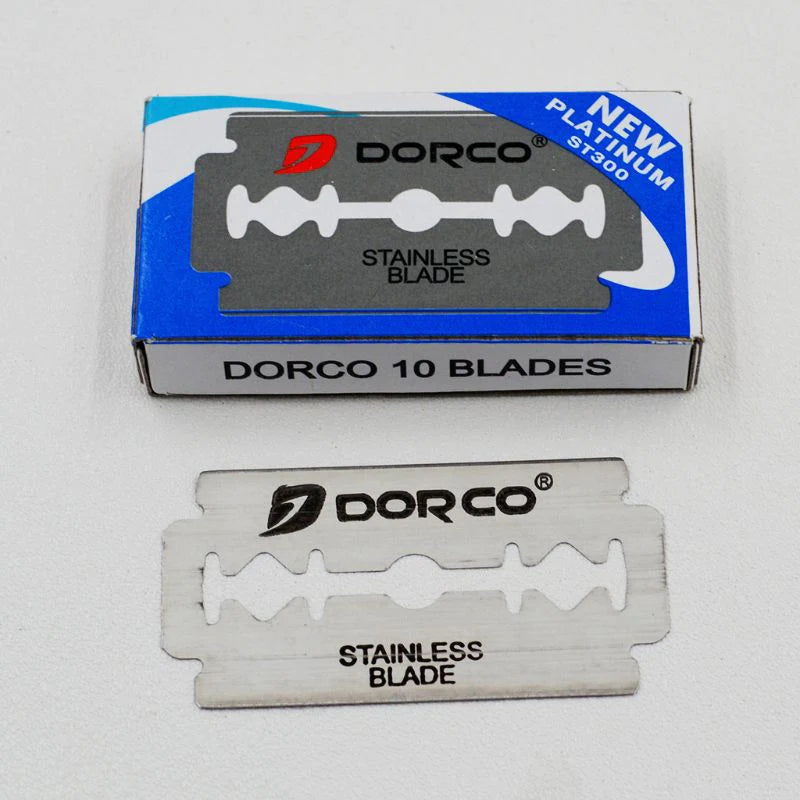 DORCO®
NEW
PLATINUM
ST300
STAINLESS
BLADE
DORCO 10 BLADES
DORCO®
STAINLESS
BLADE